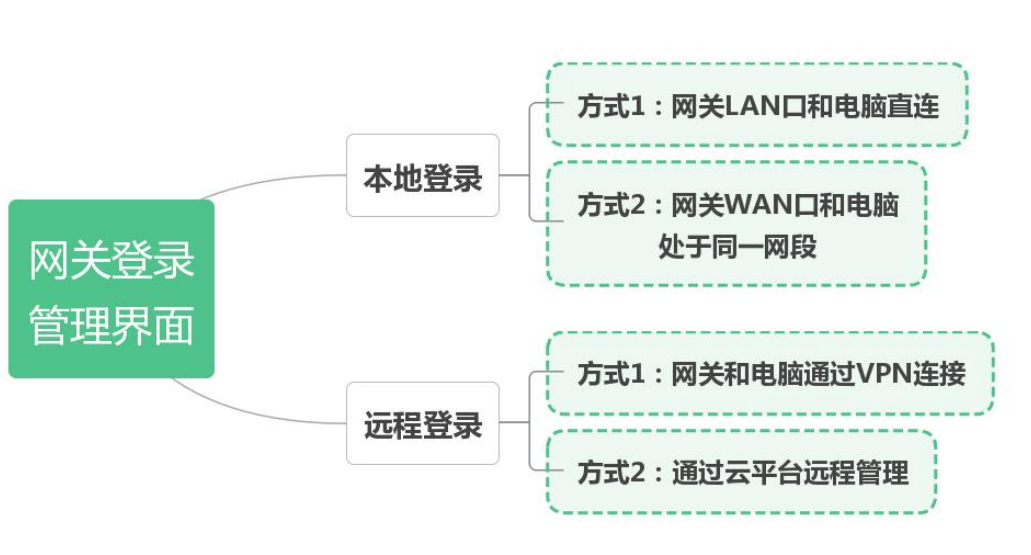 网关登录
管理界面
本地登录
方式1：网关LAN口和电脑直连
方式2：网关WAN口和电脑
处于同一网段
远程登录
方式1：网关和电脑通过VPN连接
方式2：通过云平台远程管理